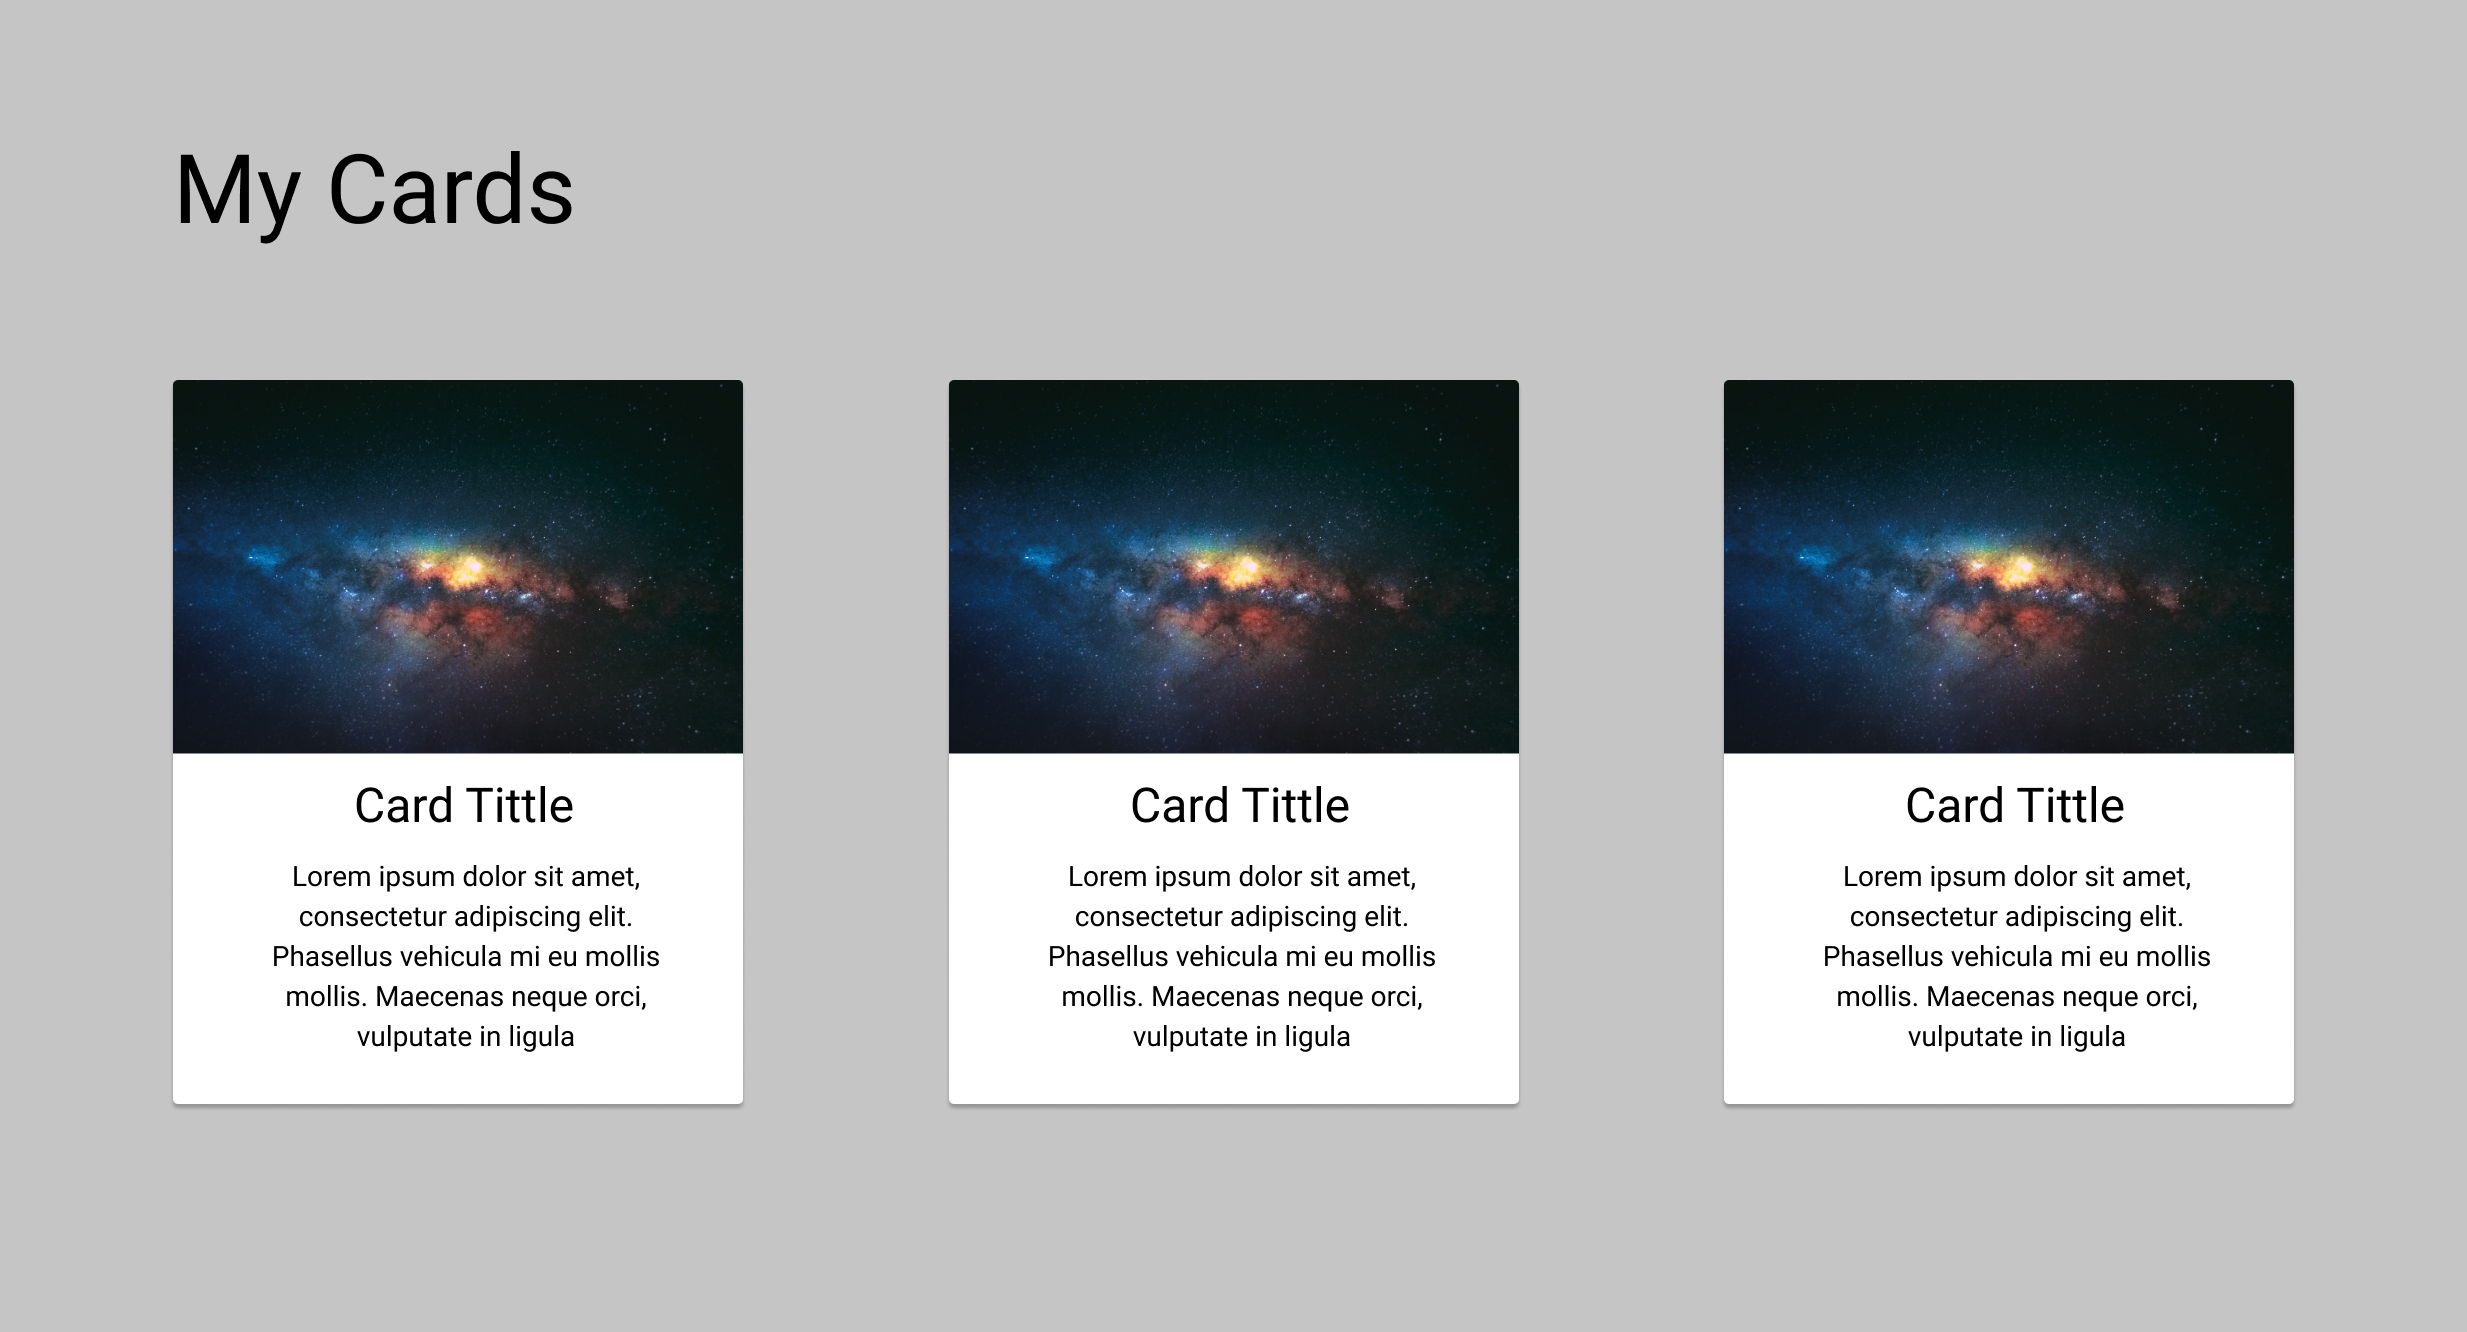 My Cards
Card Tittle
Lorem ipsum dolor sit amet,
consectetur adipiscing elit.
Phasellus vehicula mi eu mollis
mollis. Maecenas neque orci,
vulputate in ligula
Card Tittle
Lorem ipsum dolor sit amet,
consectetur adipiscing elit.
Phasellus vehicula mi eu mollis
mollis. Maecenas neque orci,
vulputate in ligula
Card Tittle
Lorem ipsum dolor sit amet,
consectetur adipiscing elit.
Phasellus vehicula mi eu mollis
mollis. Maecenas neque orci,
vulputate in ligula